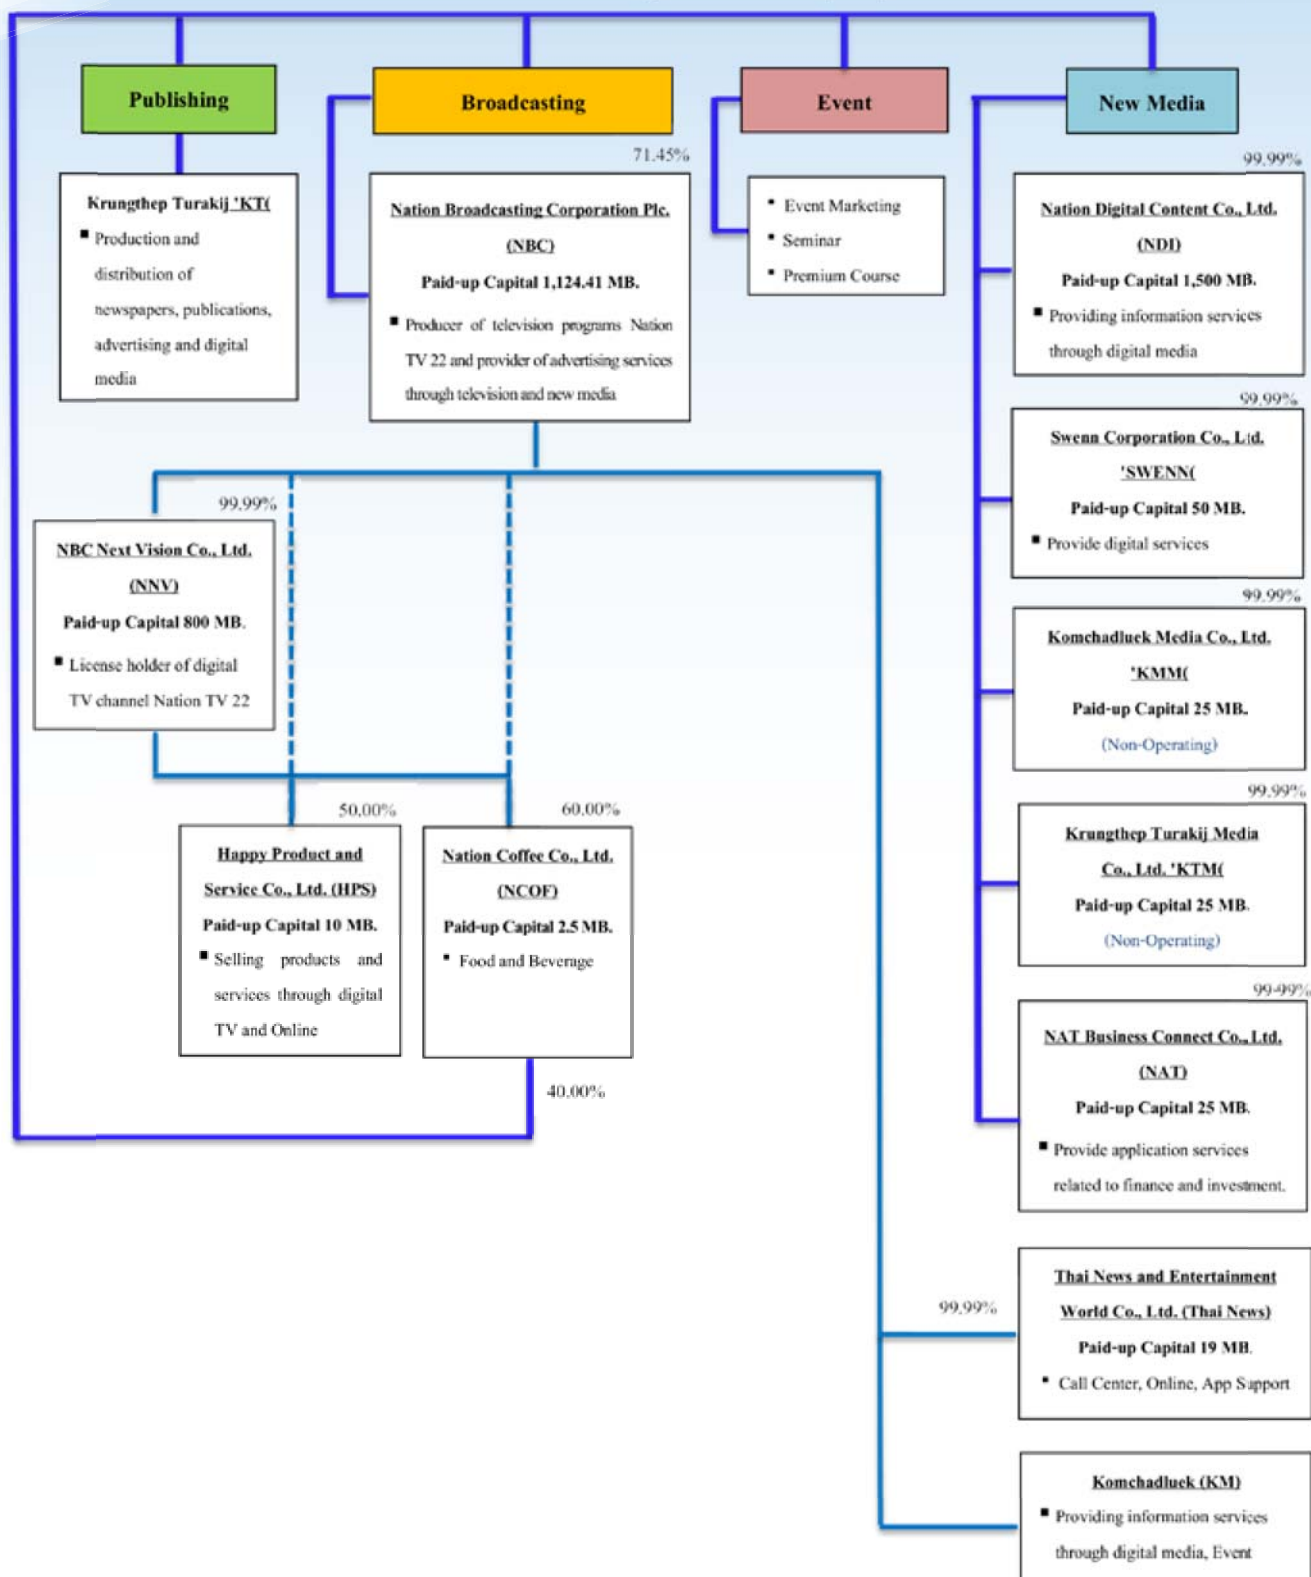 Publishing
Broadcasting
Event
New Media
Krungthep Turakij 'KT(
▪ Production and
distribution of
newspapers, publications,
advertising and digital
media
71.45%
Nation Broadcasting Corporation Plc.
(NBC)
Paid-up Capital 1,124.41 MB.
▪ Producer of television programs Nation
TV 22 and provider of advertising services
through television and new media
▪ Event Marketing
▪ Seminar
▪ Premium Course
99.99%
Nation Digital Content Co., Ltd.
(NDI)
Paid-up Capital 1,500 MB.
▪ Providing information services
through digital media
99.99%
Swenn Corporation Co., Ltd.
'SWENN(
Paid-up Capital 50 MB.
▪ Provide digital services
99.99%
Komchadluek Media Co., Ltd.
'KMM(
Paid-up Capital 25 MB.
(Non-Operating)
99.99%
Krungthep Turakij Media
Co., Ltd. 'KTM(
Paid-up Capital 25 MB.
(Non-Operating)
99-99%
NAT Business Connect Co., Ltd.
(NAT)
Paid-up Capital 25 MB.
▪ Provide application services
related to finance and investment.
99.99%
NBC Next Vision Co., Ltd.
(NNV)
Paid-up Capital 800 MB.
▪ License holder of digital
TV channel Nation TV 22
50.00%
Happy Product and
Service Co., Ltd. (HPS)
Paid-up Capital 10 MB.
▪ Selling products and
services through digital
TV and Online
60.00%
Nation Coffee Co., Ltd.
(NCOF)
Paid-up Capital 2.5 MB.
▪ Food and Beverage
40.00%
99.99%
Thai News and Entertainment
World Co., Ltd. (Thai News)
Paid-up Capital 19 MB.
▪ Call Center, Online, App Support
Komchadluek (KM)
▪ Providing information services
through digital media, Event